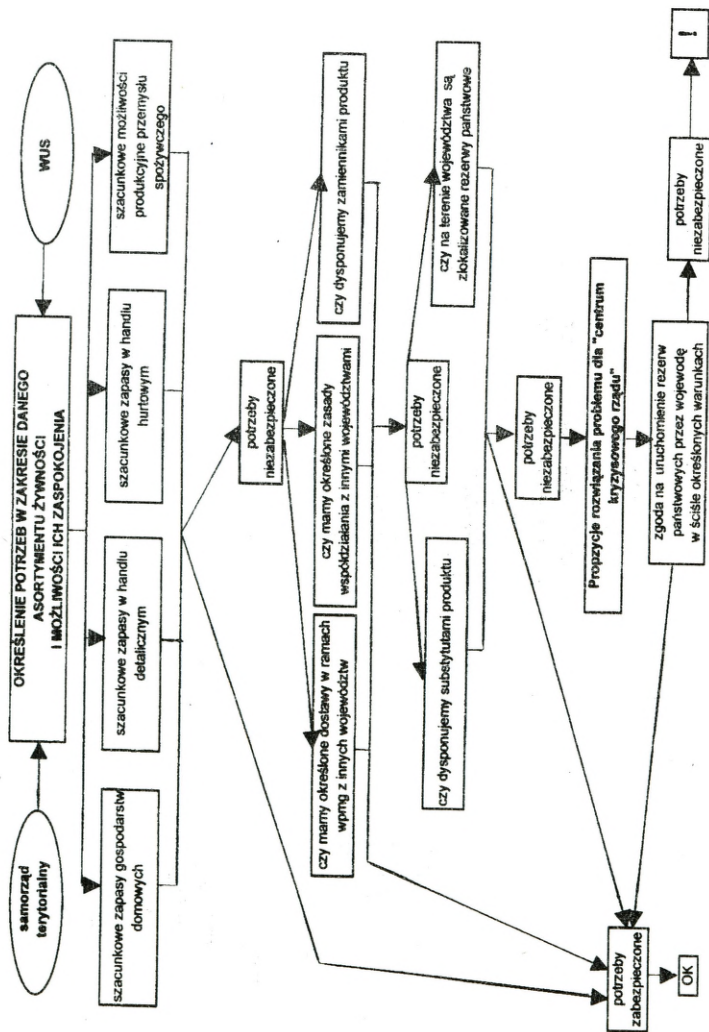 samorząd
terytorialny
OKREŚLENIE POTRZEB W ZAKRESIE DANEGO
ASORTYMENTU ŻYWNOŚCI
I MOŻLIWOŚCI ICH ZASPOKOJENIA
WUS
szacunkowe zapasy gospodarstw
domowych
szacunkowe zapasy w handlu
detalicznym
szacunkowe zapasy w handlu
hurtowym
szacunkowe możliwości
produkcyjne przemysłu
spożywczego
potrzeby
niezabezpieczone
czy mamy określone dostawy w ramach
wpmg z innych województw
czy mamy określone zasady
współdziałania z innymi województwami
czy dysponujemy zamiennikami produktu
potrzeby
niezabezpieczone
czy dysponujemy substytutami produktu
czy na terenie województwa są
zlokalizowane rezerwy państwowe
potrzeby
niezabezpieczone
Propzycje rozwiązania problemu dla "centrum
kryzysowego rządu"
potrzeby
zabezpieczone
zgoda na uruchomienie rezerw
państwowych przez wojewodę
w ściśle określonych warunkach
potrzeby
niezabezpieczone
!
OK